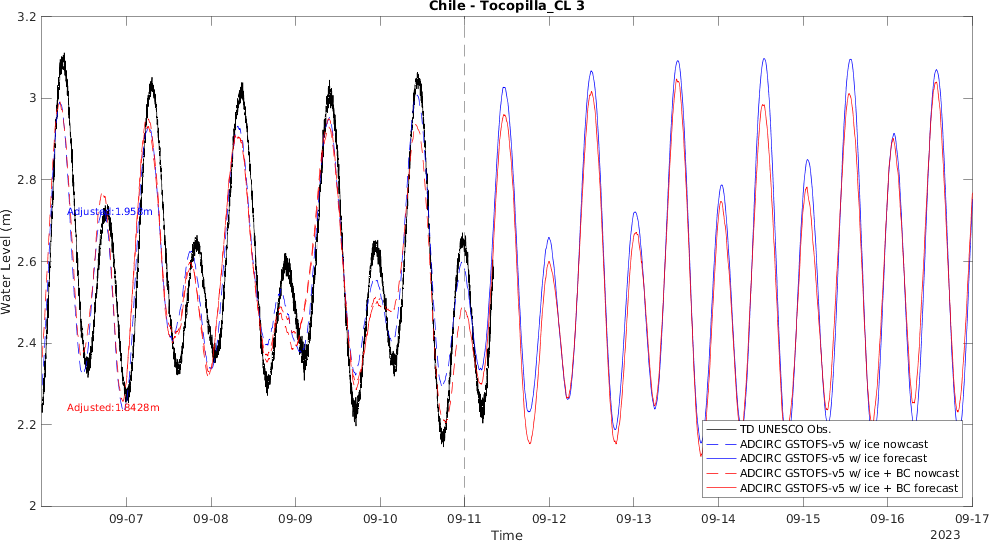 Chile - Tocopilla_CL 3
3.2
3
2.8
2.6
2.4
2.2
2
Water Level (m)
Adjusted:1.958m
Adjusted:1.8428m
TD UNESCO Obs.
ADCIRC GSTOFS-v5 w/ ice nowcast
ADCIRC GSTOFS-v5 w/ ice forecast
ADCIRC GSTOFS-v5 w/ ice + BC nowcast
ADCIRC GSTOFS-v5 w/ ice + BC forecast
09-07 09-08 09-09 09-10 09-11 09-12 09-13 09-14 09-15 09-16 09-17
Time
2023